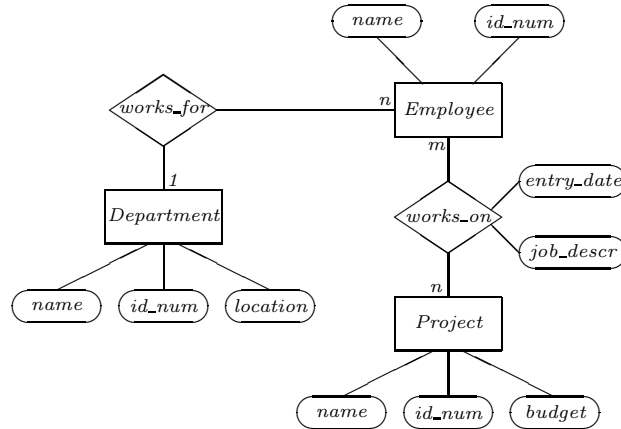 name
id_num
works_for
n
Employee
m
1
Department
entry_date
works_on
job_descr
name
id_num
location
n
Project
name
id_num
budget